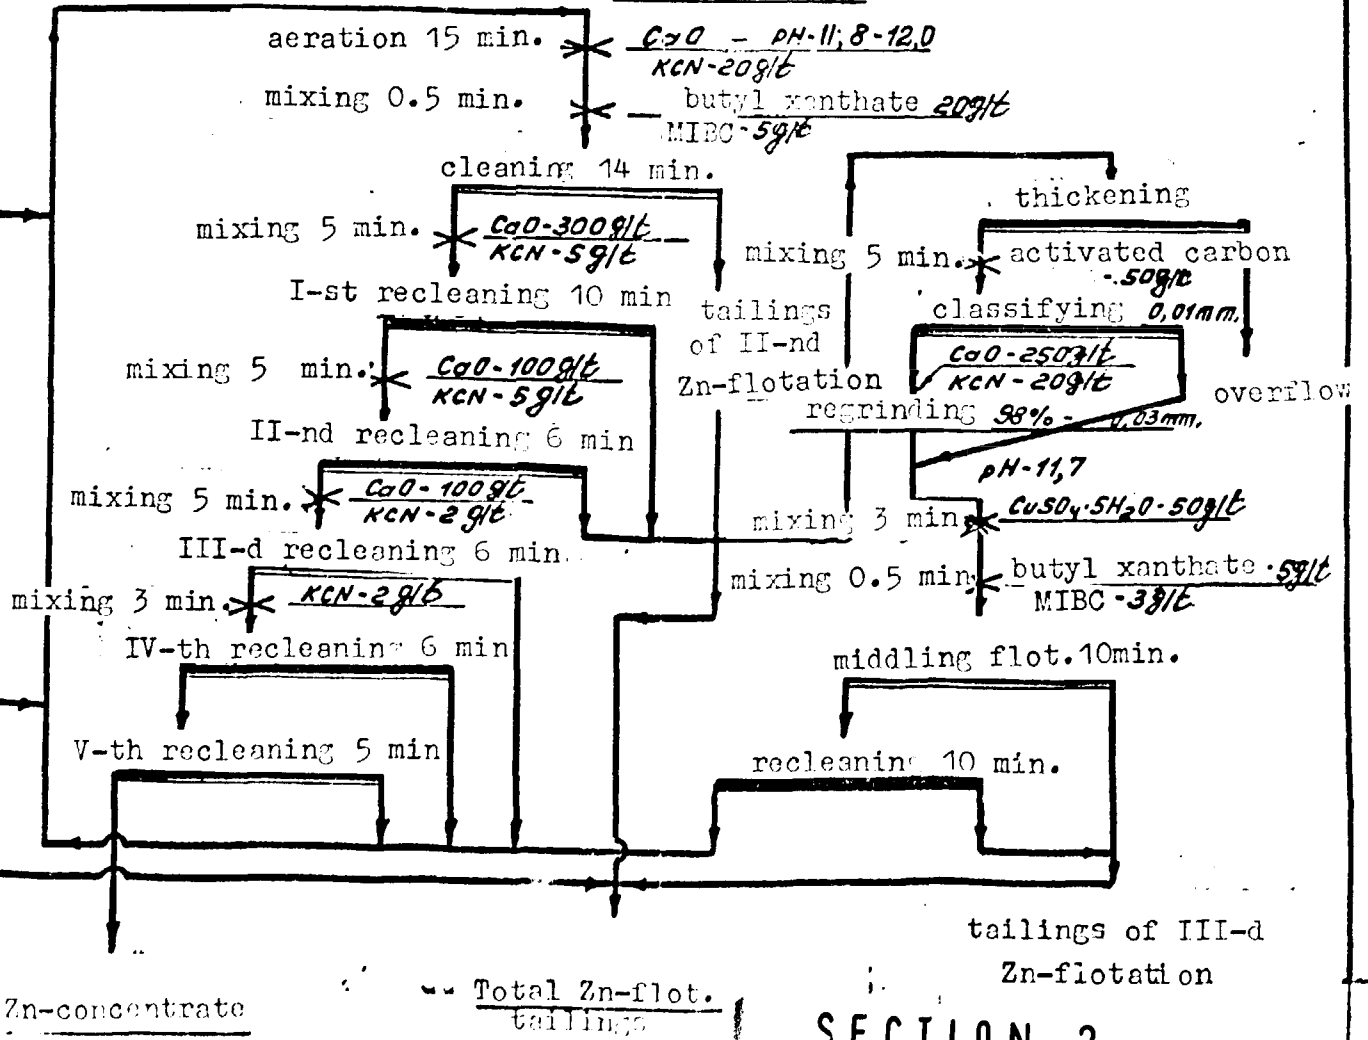 aeration 15 min.
CaO - pH-11,8-12,0
KCN-20g/t
mixing 0.5 min.
butyl xanthate 20g/t
MIBC-5g/t
cleaning 14 min.
mixing 5 min.
CaO-300g/t
KCN-5g/t
I-st recleaning 10 min
mixing 5 min.
CaO-100g/t
KCN-5g/t
II-nd recleaning 6 min
mixing 5 min.
CaO-100g/t
KCN-2g/t
III-d recleaning 6 min.
mixing 3 min.
KCN-2g/t
IV-th recleaning 6 min
V-th recleaning 5 min
tailings
of II-nd
Zn-flotation
thickening
mixing 5 min.
activated carbon
-50g/t
classifying 0,01mm.
CaO-250g/t
KCN-20g/t
overflow
regrinding 98% - 0,03mm.
pH-11,7
mixing 3 min
CuSO4·5H2O-50g/t
mixing 0.5 min.
butyl xanthate-5g/t
MIBC-3g/t
middling flot.10min.
recleaning 10 min.
tailings of III-d
Zn-flotation
Zn-concentrate
Total Zn-flot.
tailings
SECTION 2